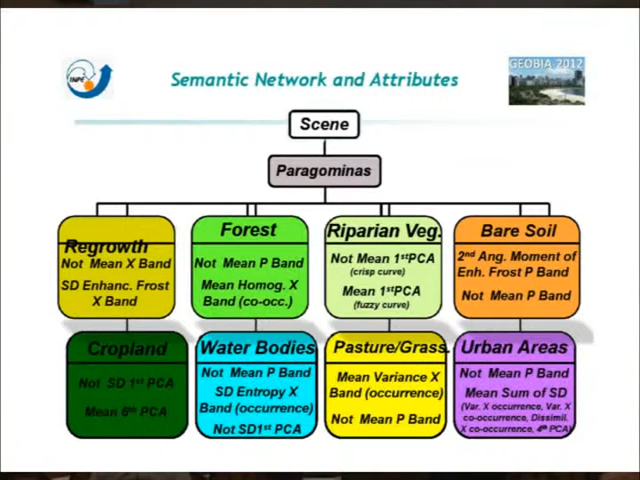 INPE
GEOBIA 2012
Semantic Network and Attributes
Scene
Paragominas
Regrowth
Not Mean X Band
SD Enhanc. Frost
X Band
Forest
Not Mean P Band
Mean Homog. X
Band (co-occ.)
Riparian Veg.
Not Mean 1stPCA
(crisp curve)
Mean 1stPCA
(fuzzy curve)
Bare Soil
2nd Ang. Moment of
Enh. Frost P Band
Not Mean P Band
Cropland
Not SD 1st PCA
Mean 6th PCA
Water Bodies
Not Mean P Band
SD Entropy X
Band (occurrence)
Not SD1st PCA
Pasture/Grass.
Mean Variance X
Band (occurrence)
Not Mean P Band
Urban Areas
Not Mean P Band
Mean Sum of SD
(Var. X occurrence, Var. X
co-occurrence, Dissimil.
X co-occurrence, 4th PCA)